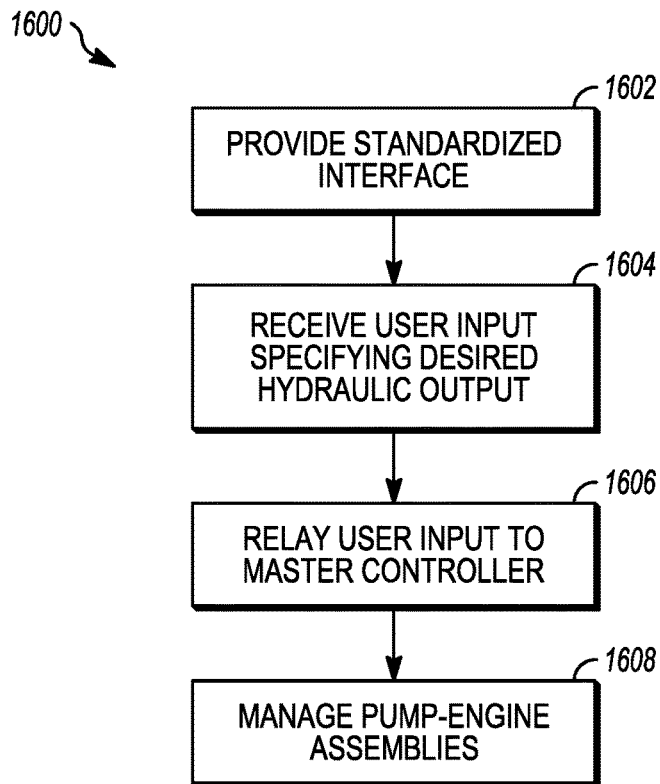 1600
1602
PROVIDE STANDARDIZED
INTERFACE
1604
RECEIVE USER INPUT
SPECIFYING DESIRED
HYDRAULIC OUTPUT
1606
RELAY USER INPUT TO
MASTER CONTROLLER
1608
MANAGE PUMP-ENGINE
ASSEMBLIES